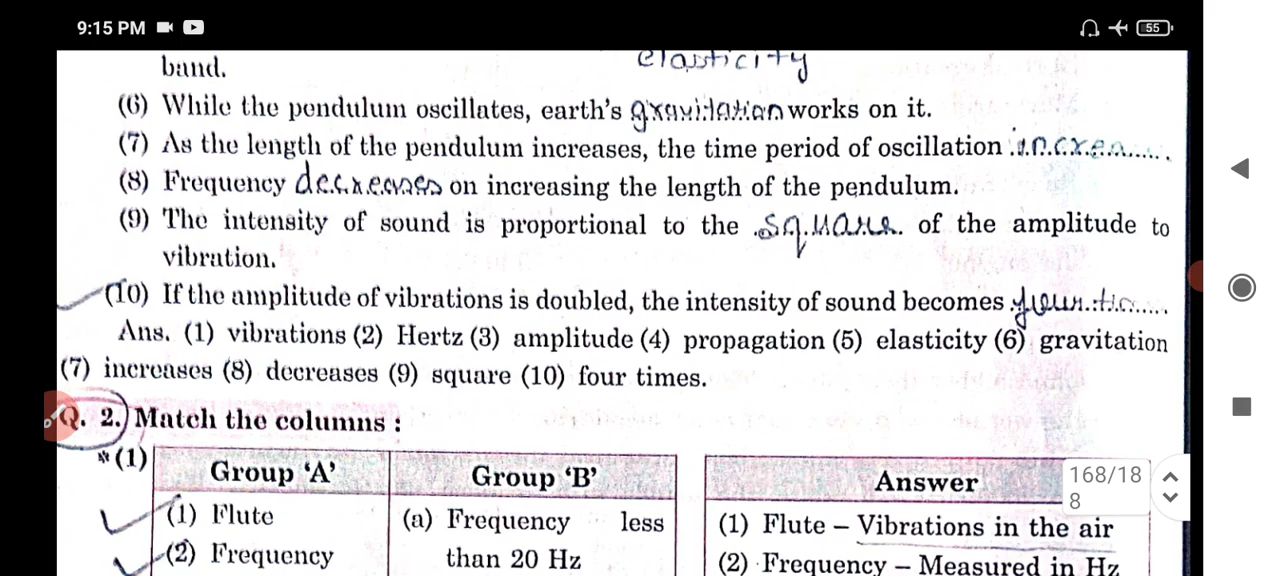 9:15 PM
55
elasticity
band.
(6) While the pendulum oscillates, earth's gravitation works on it.
(7) As the length of the pendulum increases, the time period of oscillation increa......
(8) Frequency decreases on increasing the length of the pendulum.
(9) The intensity of sound is proportional to the .square. of the amplitude to
vibration.
(10) If the amplitude of vibrations is doubled, the intensity of sound becomes
Ans. (1) vibrations (2) Hertz (3) amplitude (4) propagation (5) elasticity (6) gravitation
(7) increases (8) decreases (9) square (10) four times.
Q. 2. Match the columns :
*(1)
Group 'A' Group 'B' Answer
168/188
(1) Flute (a) Frequency less (1) Flute – Vibrations in the air
(2) Frequency than 20 Hz (2) Frequency – Measured in Hz